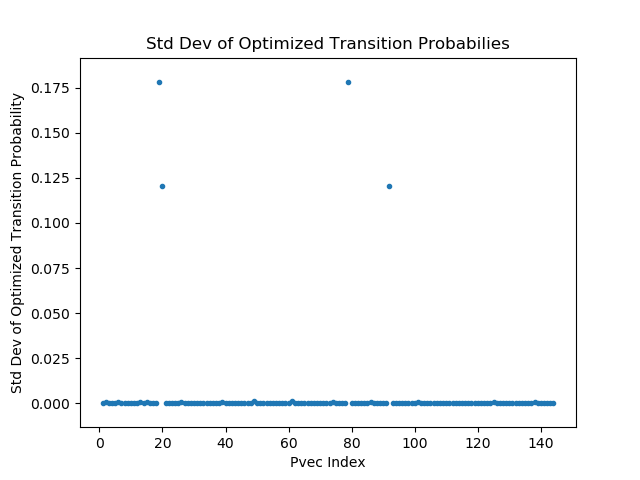 Std Dev of Optimized Transition Probabilies
Std Dev of Optimized Transition Probability
0.175
0.150
0.125
0.100
0.075
0.050
0.025
0.000
0 20 40 60 80 100 120 140
Pvec Index